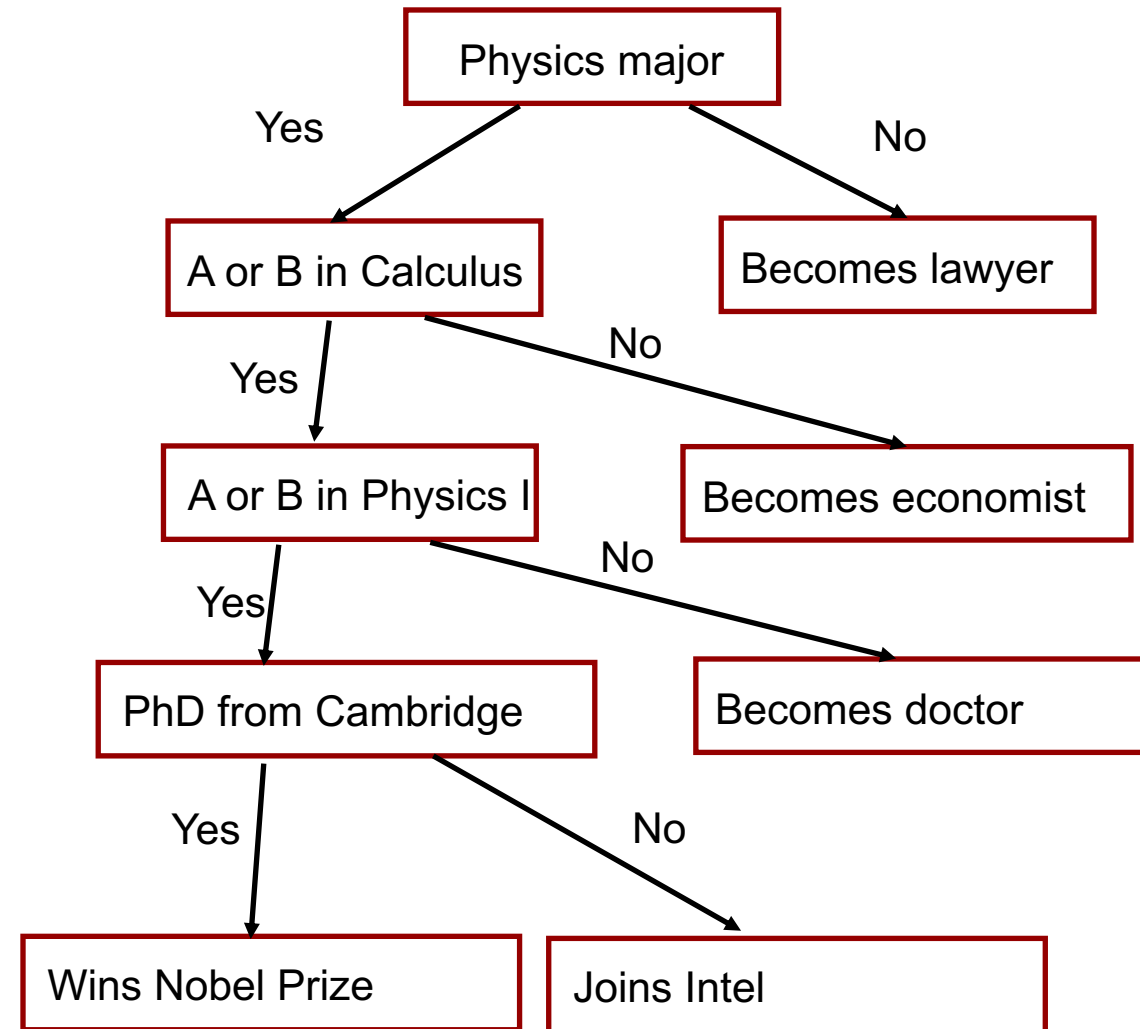 Physics major
Yes
No
A or B in Calculus
Becomes lawyer
Yes
No
A or B in Physics I
Becomes economist
Yes
No
PhD from Cambridge
Becomes doctor
Yes
No
Wins Nobel Prize
Joins Intel